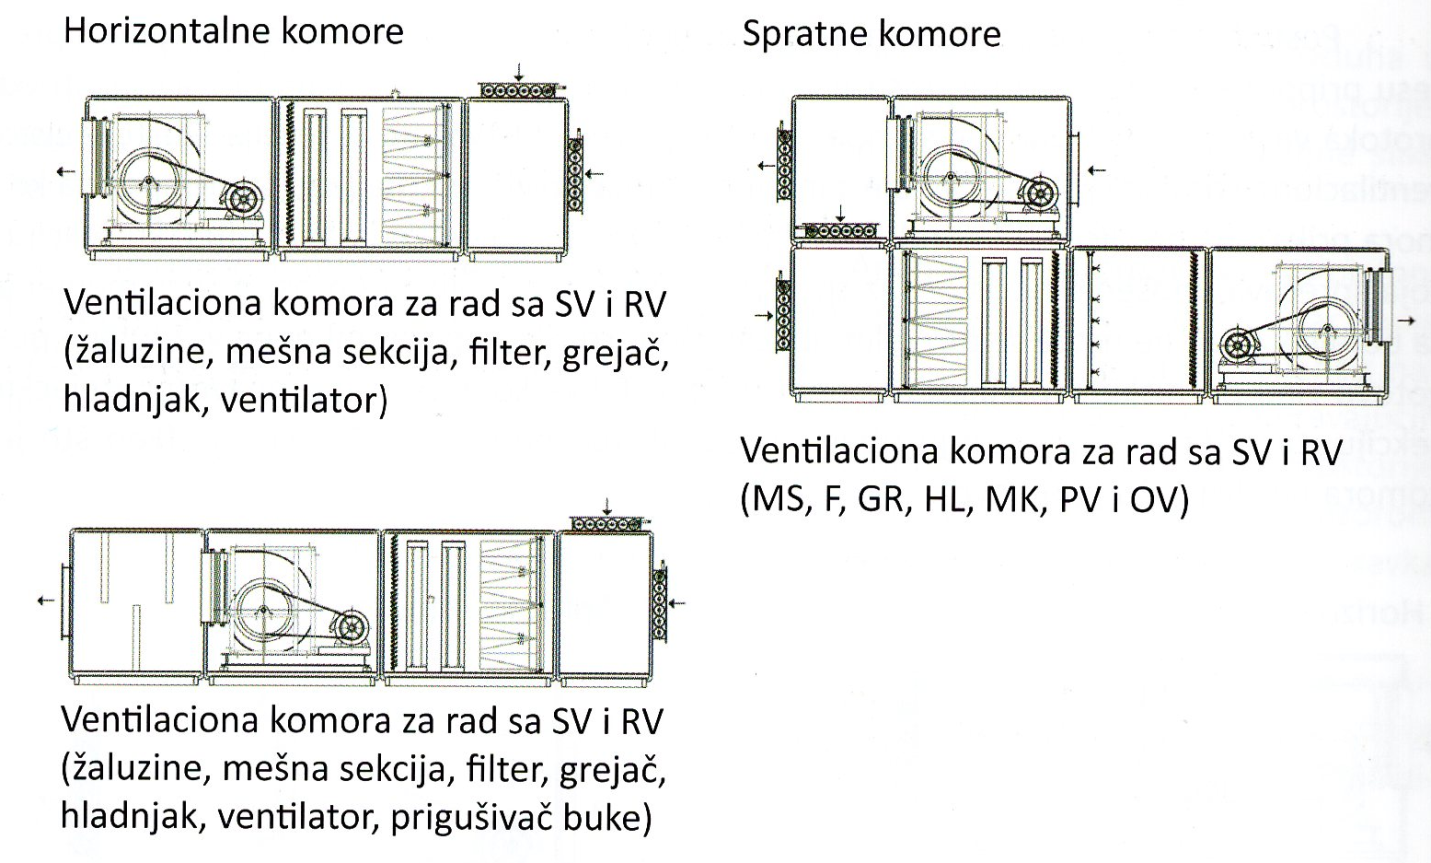 Horizontalne komore
Ventilaciona komora za rad sa SV i RV
(žaluzine, mešna sekcija, filter, grejač,
hladnjak, ventilator)
Ventilaciona komora za rad sa SV i RV
(žaluzine, mešna sekcija, filter, grejač,
hladnjak, ventilator, prigušivač buke)
Spratne komore
Ventilaciona komora za rad sa SV i RV
(MS, F, GR, HL, MK, PV i OV)